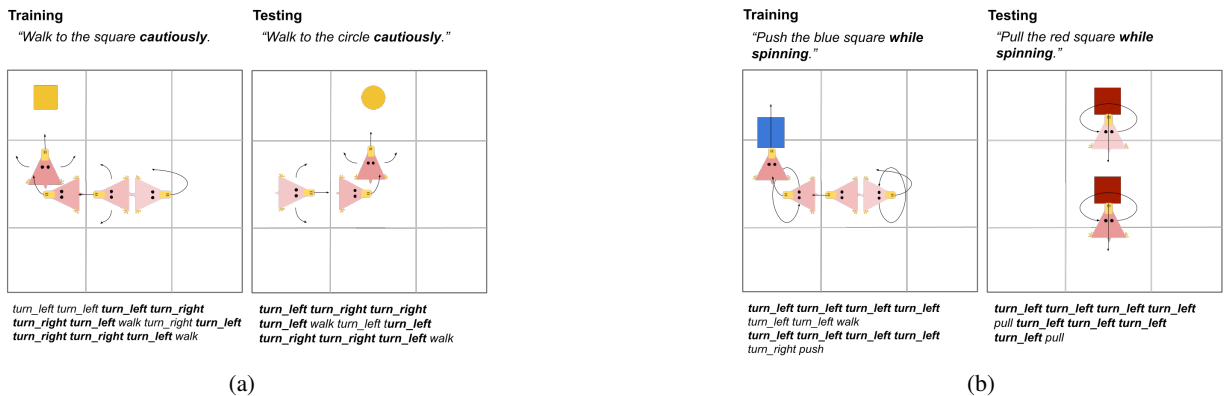 Training
"Walk to the square cautiously.
turn_left turn_left turn_left turn_right
turn_right turn_left walk turn_right turn_left
turn_right turn_right turn_left walk
Testing
"Walk to the circle cautiously."
turn_left turn_right turn_right
turn_left walk turn_left turn_left
turn_right turn_right turn_left walk
(a)
Training
"Push the blue square while
spinning."
turn_left turn_left turn_left turn_left
turn_left turn_left walk
turn_left turn_left turn_left turn_left
turn_right push
Testing
"Pull the red square while
spinning."
turn_left turn_left turn_left turn_left
pull turn_left turn_left turn_left
turn_left pull
(b)